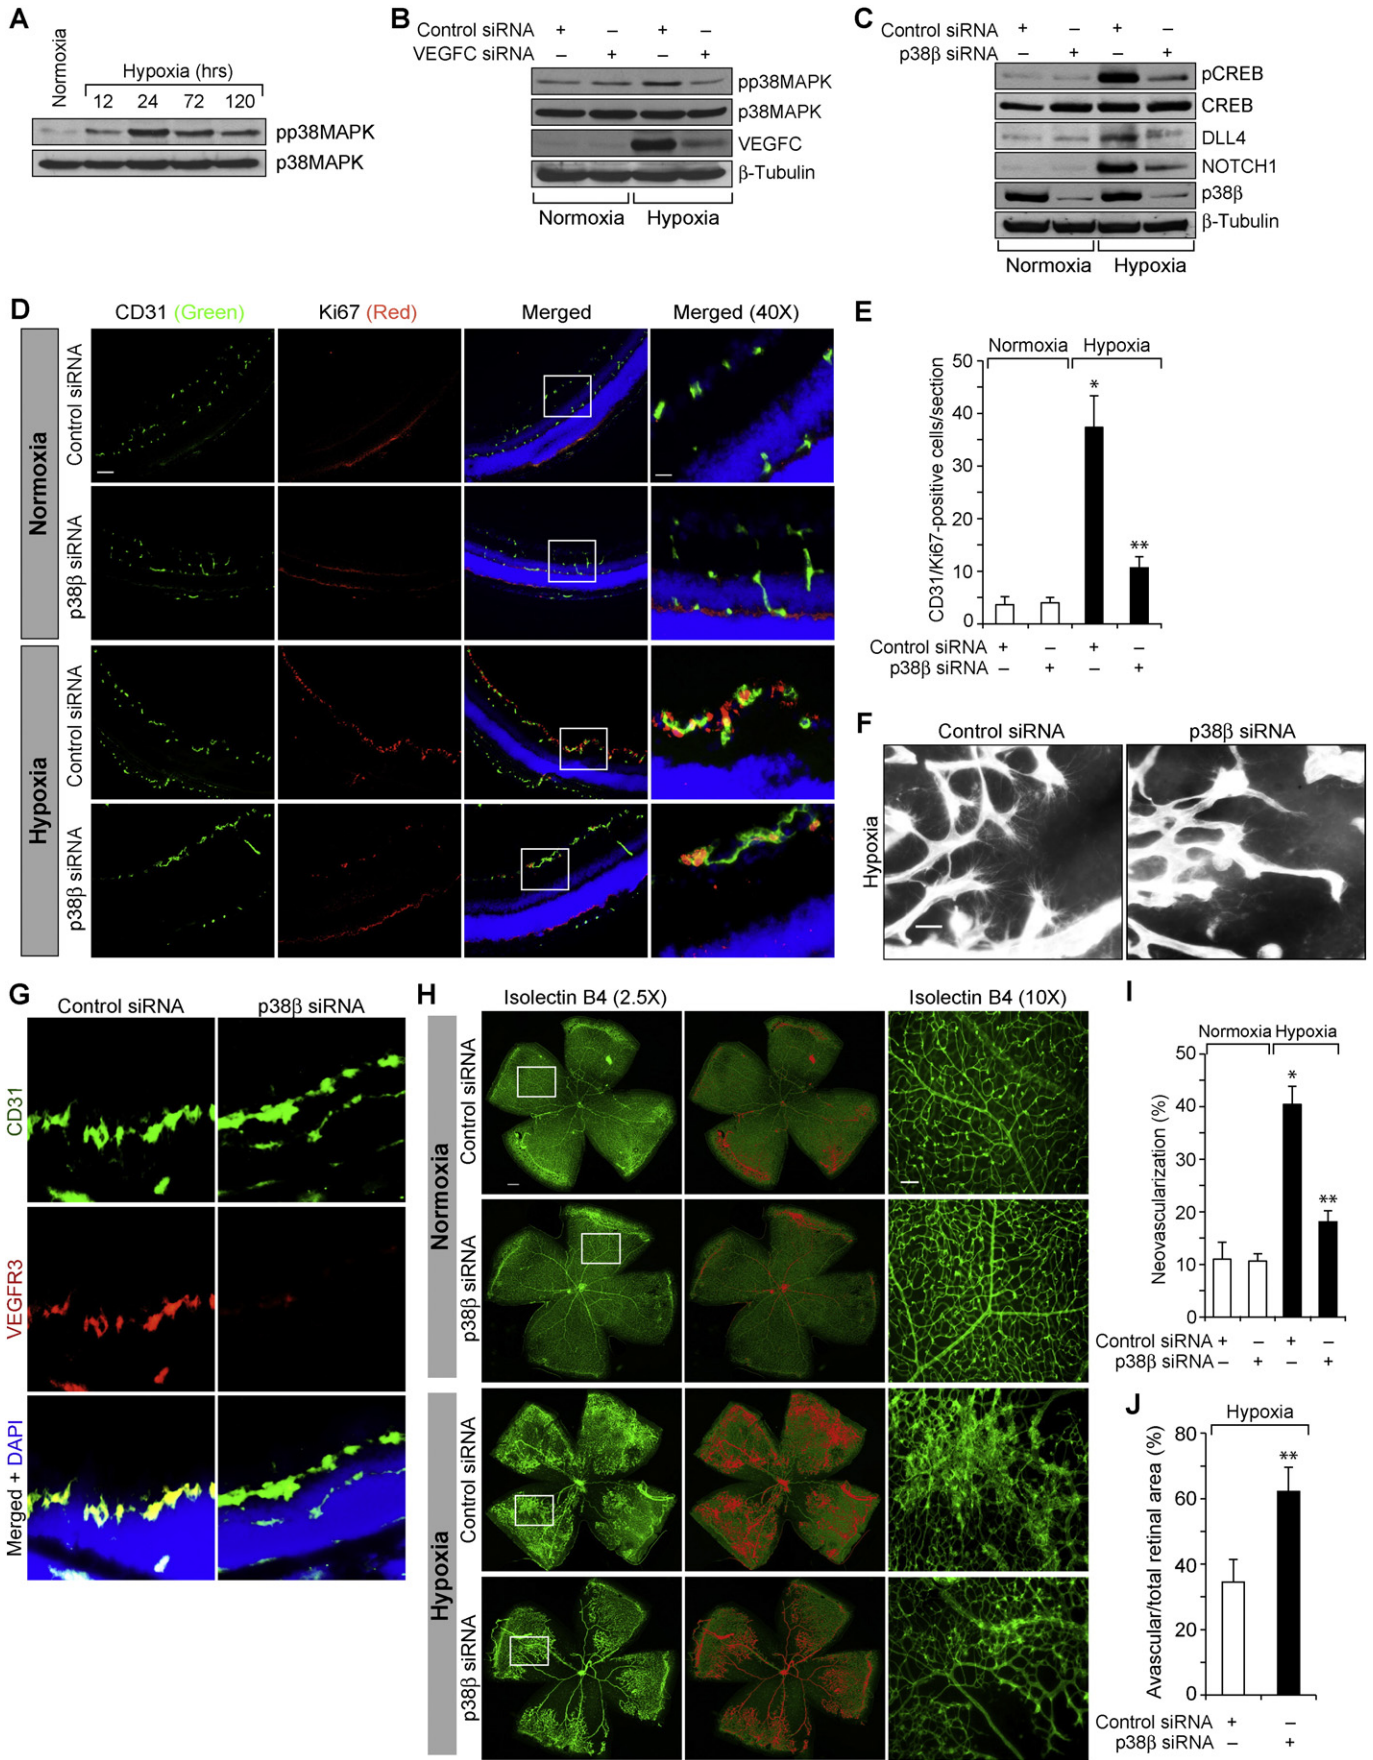 A
Normoxia
Hypoxia (hrs)
12 24 72 120
pp38MAPK
p38MAPK
B
Control siRNA + – + –
VEGFC siRNA – + – +
pp38MAPK
p38MAPK
VEGFC
β-Tubulin
Normoxia Hypoxia
C
Control siRNA + – + –
p38β siRNA – + – +
pCREB
CREB
DLL4
NOTCH1
p38β
β-Tubulin
Normoxia Hypoxia
D
CD31 (Green) Ki67 (Red) Merged Merged (40X)
Normoxia
Control siRNA
p38β siRNA
Hypoxia
Control siRNA
p38β siRNA
E
Normoxia Hypoxia
CD31/Ki67-positive cells/section
50
40
30
20
10
0
*
**
Control siRNA + – + –
p38β siRNA – + – +
F
Control siRNA p38β siRNA
Hypoxia
G
Control siRNA p38β siRNA
CD31
VEGFR3
Merged + DAPI
H
Isolectin B4 (2.5X) Isolectin B4 (10X)
Normoxia
Control siRNA
p38β siRNA
Hypoxia
Control siRNA
p38β siRNA
I
Normoxia Hypoxia
Neovascularization (%)
50
40
30
20
10
0
*
**
Control siRNA + – + –
p38β siRNA – + – +
J
Hypoxia
Avascular/total retinal area (%)
80
60
40
20
0
**
Control siRNA + –
p38β siRNA – +